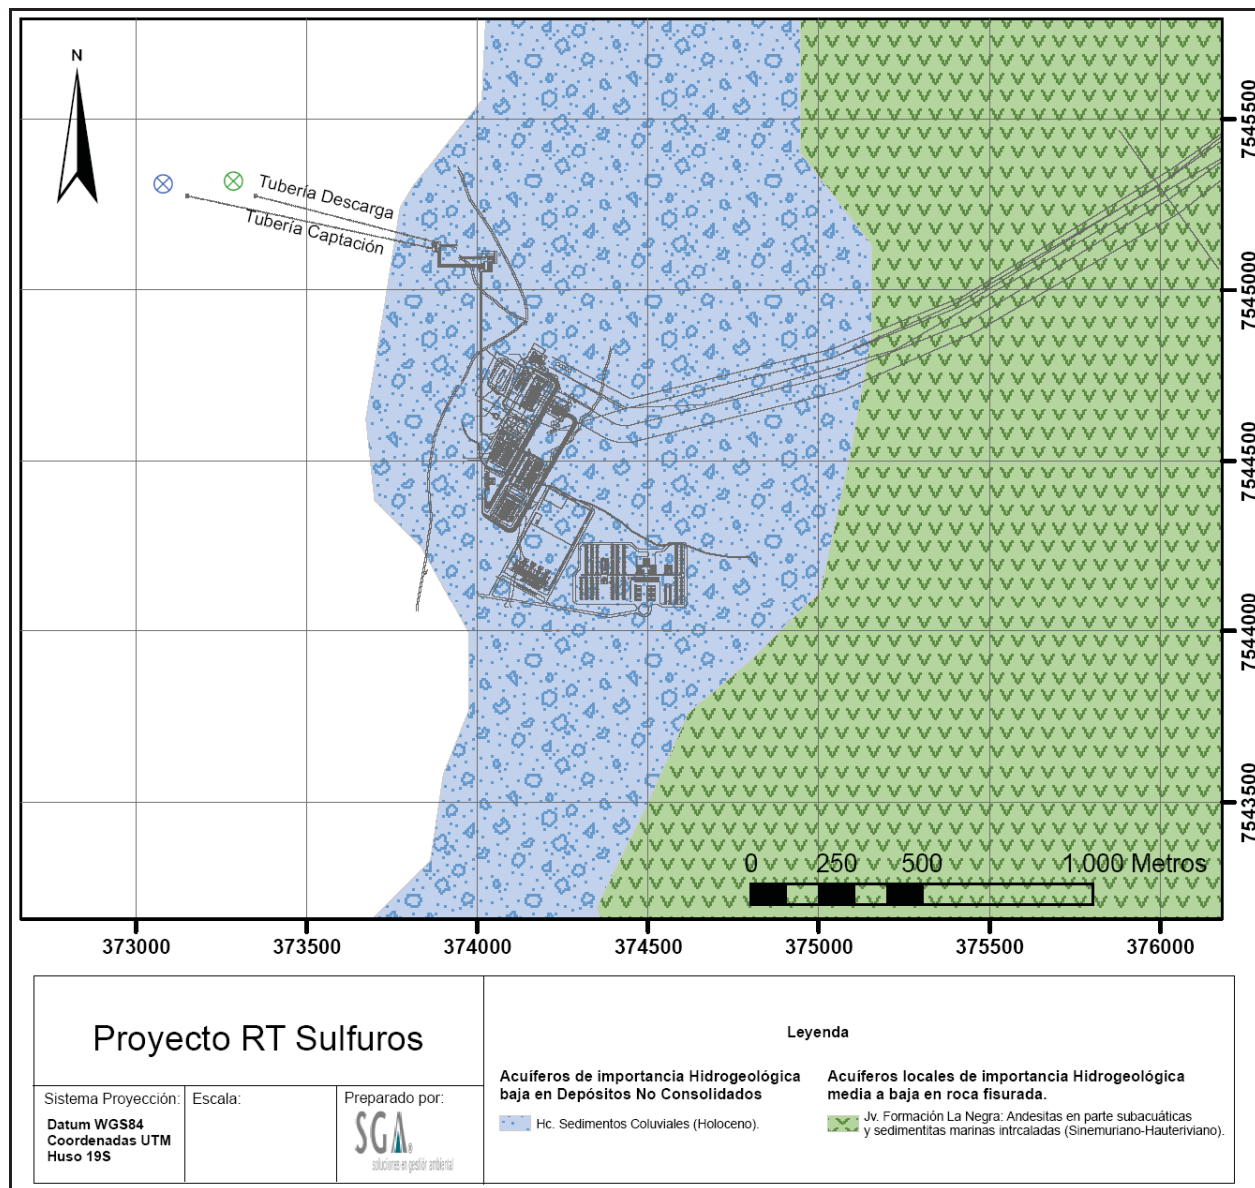 N
Tubería Descarga
Tubería Captación
7545500
7545000
7544500
7544000
7543500
0 250 500 1.000 Metros
373000 373500 374000 374500 375000 375500 376000
Proyecto RT Sulfuros
Sistema Proyección:
Datum WGS84
Coordenadas UTM
Huso 19S
Escala:
Preparado por:
SGA
soluciones en gestión ambiental
Leyenda
Acuíferos de importancia Hidrogeológica
baja en Depósitos No Consolidados
Hc. Sedimentos Coluviales (Holoceno).
Acuíferos locales de importancia Hidrogeológica
media a baja en roca fisurada.
Jv. Formación La Negra: Andesitas en parte subacuáticas
y sedimentitas marinas intrcaladas (Sinemuriano-Hauteriviano).